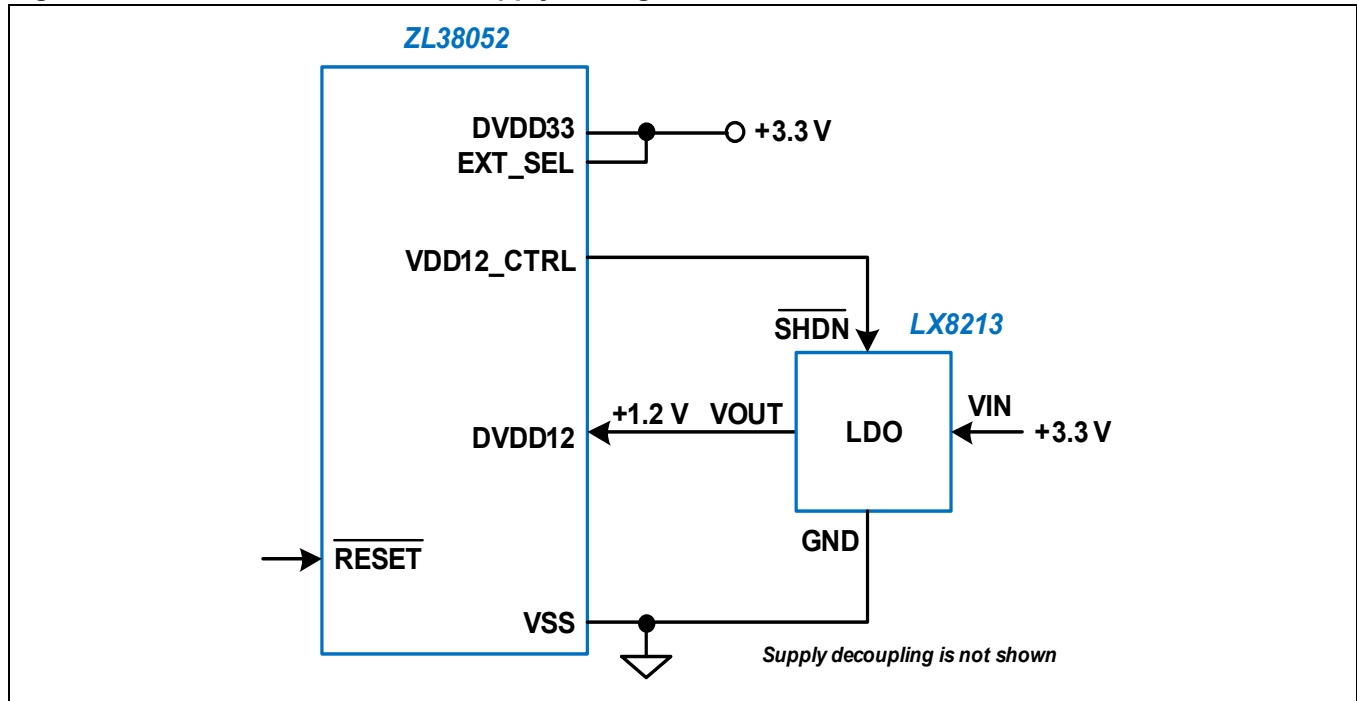 ZL38052
DVDD33
+3.3 V
EXT_SEL
VDD12_CTRL
SHDN
LX8213
+1.2 V VOUT
VIN
DVDD12
LDO
+3.3 V
GND
RESET
VSS
Supply decoupling is not shown